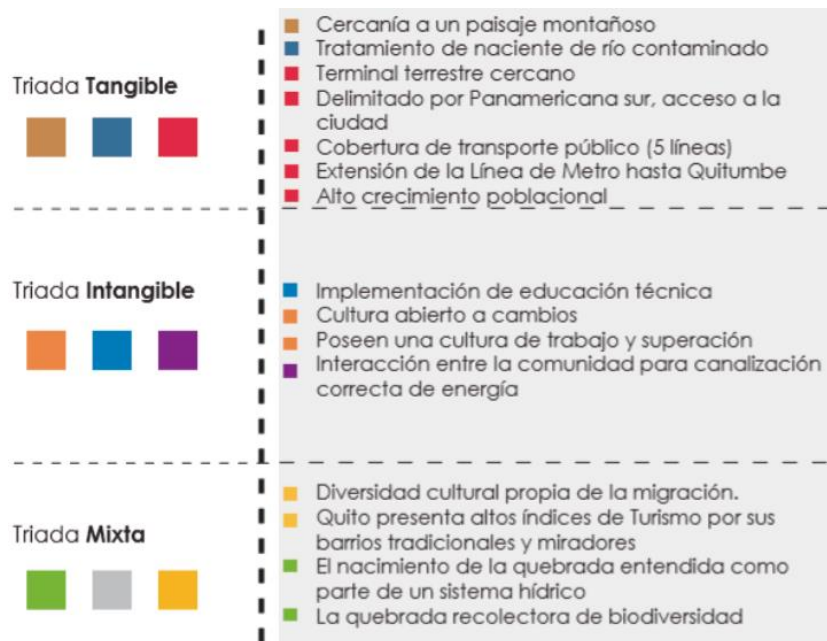 Triada Tangible
Cercanía a un paisaje montañoso
Tratamiento de naciente de río contaminado
Terminal terrestre cercano
Delimitado por Panamericana sur, acceso a la
ciudad
Cobertura de transporte público (5 líneas)
Extensión de la Línea de Metro hasta Quitumbe
Alto crecimiento poblacional
Triada Intangible
Implementación de educación técnica
Cultura abierto a cambios
Poseen una cultura de trabajo y superación
Interacción entre la comunidad para canalización
correcta de energía
Triada Mixta
Diversidad cultural propia de la migración.
Quito presenta altos índices de Turismo por sus
barrios tradicionales y miradores
El nacimiento de la quebrada entendida como
parte de un sistema hídrico
La quebrada recolectora de biodiversidad